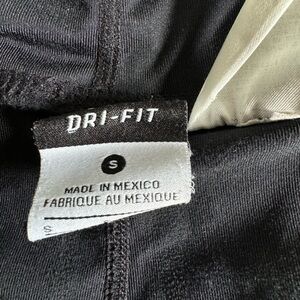 DRI-FIT
S
MADE IN MEXICO
FABRIQUE AU MEXIQUE
S